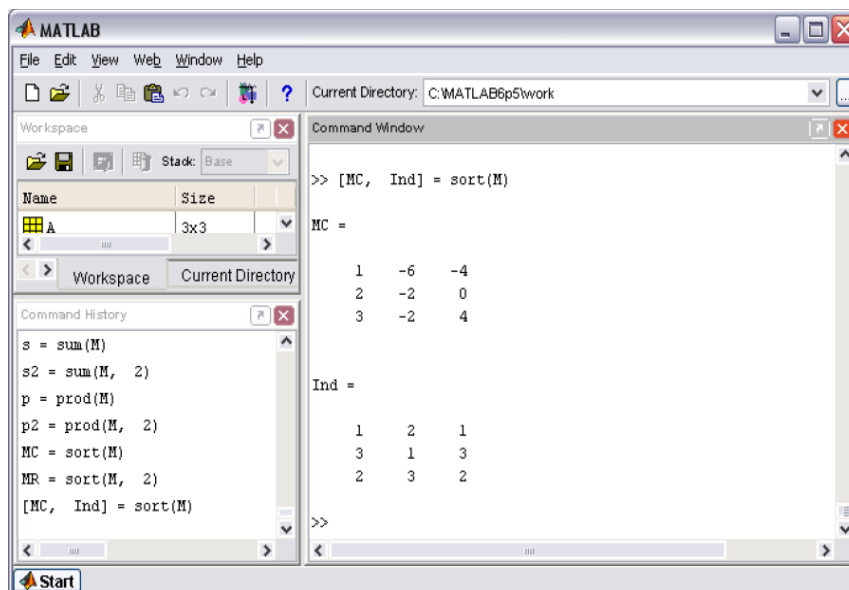 MATLAB
File Edit View Web Window Help
? Current Directory: C:\MATLAB6p5\work ...
Workspace
Stack: Base
Name Size
A 3x3
Workspace Current Directory
Command History
s = sum(M)
s2 = sum(M, 2)
p = prod(M)
p2 = prod(M, 2)
MC = sort(M)
MR = sort(M, 2)
[MC, Ind] = sort(M)
Command Window
>> [MC, Ind] = sort(M)
MC =
1 -6 -4
2 -2 0
3 -2 4
Ind =
1 2 1
3 1 3
2 3 2
>>
Start